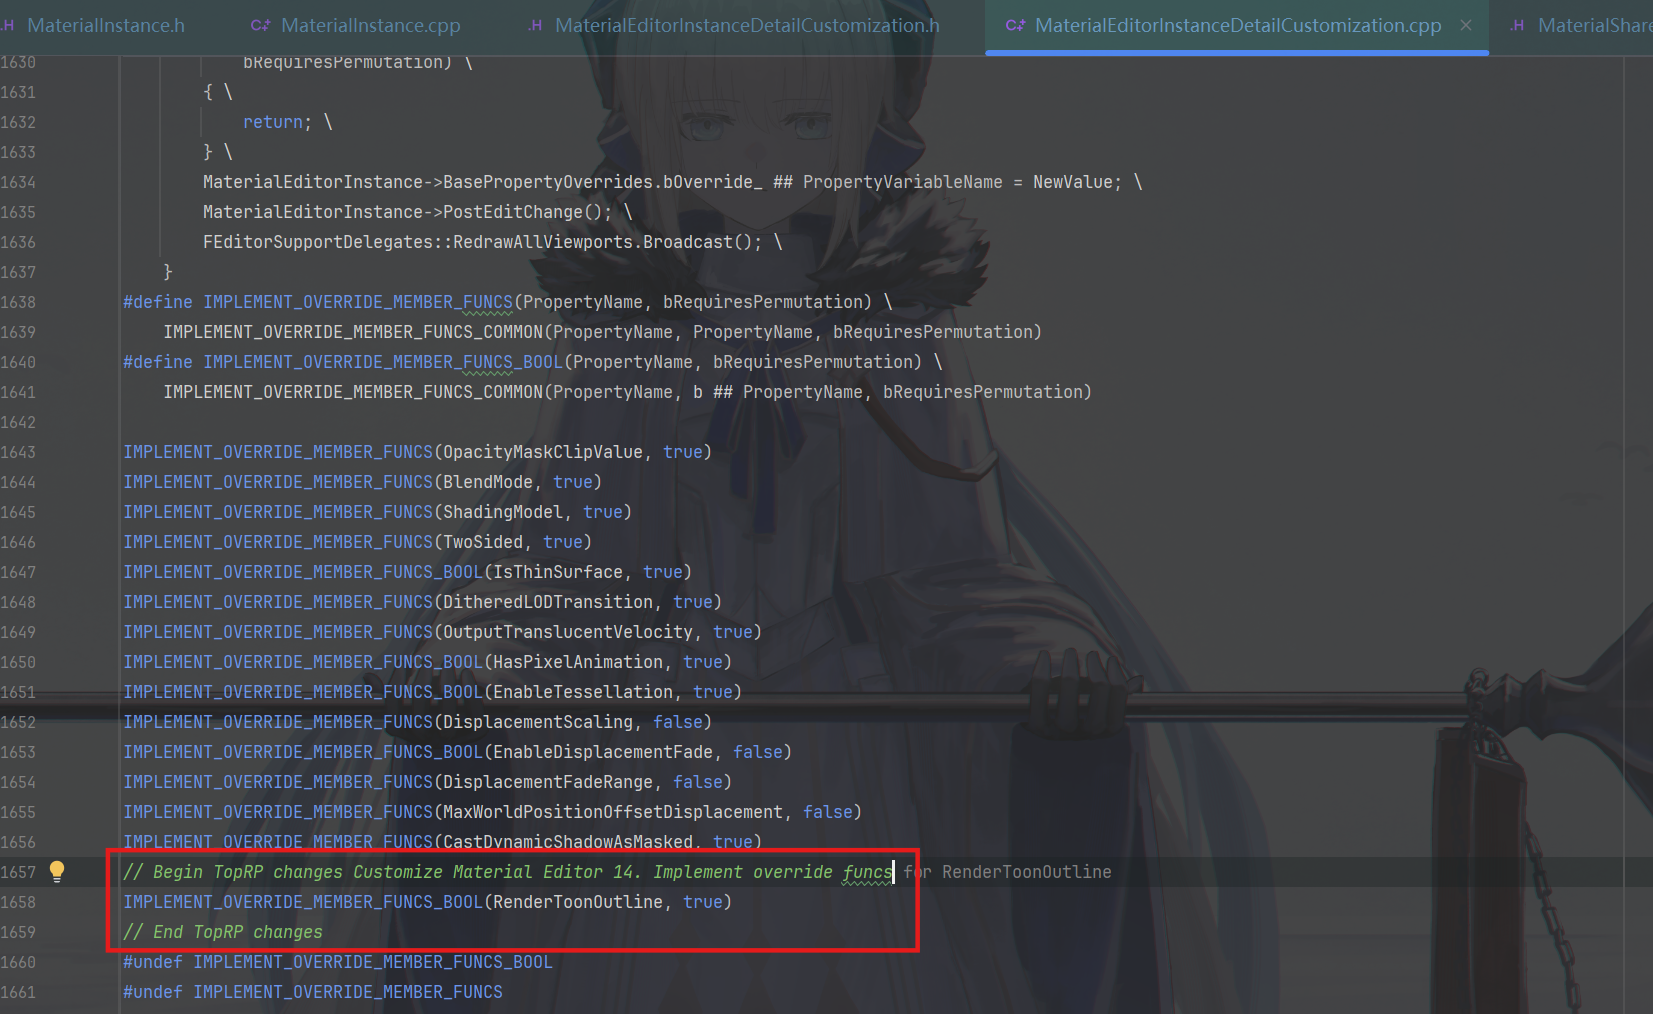 .H MaterialInstance.h C++ MaterialInstance.cpp .H MaterialEditorInstanceDetailCustomization.h C++ MaterialEditorInstanceDetailCustomization.cpp × .H MaterialShare
1630 bRequiresPermutation) \
1631 { \
1632 return; \
1633 } \
1634 MaterialEditorInstance->BasePropertyOverrides.bOverride_ ## PropertyVariableName = NewValue; \
1635 MaterialEditorInstance->PostEditChange(); \
1636 FEditorSupportDelegates::RedrawAllViewports.Broadcast(); \
1637 }
1638 #define IMPLEMENT_OVERRIDE_MEMBER_FUNCS(PropertyName, bRequiresPermutation) \
1639 IMPLEMENT_OVERRIDE_MEMBER_FUNCS_COMMON(PropertyName, PropertyName, bRequiresPermutation)
1640 #define IMPLEMENT_OVERRIDE_MEMBER_FUNCS_BOOL(PropertyName, bRequiresPermutation) \
1641 IMPLEMENT_OVERRIDE_MEMBER_FUNCS_COMMON(PropertyName, b ## PropertyName, bRequiresPermutation)
1642
1643 IMPLEMENT_OVERRIDE_MEMBER_FUNCS(OpacityMaskClipValue, true)
1644 IMPLEMENT_OVERRIDE_MEMBER_FUNCS(BlendMode, true)
1645 IMPLEMENT_OVERRIDE_MEMBER_FUNCS(ShadingModel, true)
1646 IMPLEMENT_OVERRIDE_MEMBER_FUNCS(TwoSided, true)
1647 IMPLEMENT_OVERRIDE_MEMBER_FUNCS_BOOL(IsThinSurface, true)
1648 IMPLEMENT_OVERRIDE_MEMBER_FUNCS(DitheredLODTransition, true)
1649 IMPLEMENT_OVERRIDE_MEMBER_FUNCS(OutputTranslucentVelocity, true)
1650 IMPLEMENT_OVERRIDE_MEMBER_FUNCS_BOOL(HasPixelAnimation, true)
1651 IMPLEMENT_OVERRIDE_MEMBER_FUNCS_BOOL(EnableTessellation, true)
1652 IMPLEMENT_OVERRIDE_MEMBER_FUNCS(DisplacementScaling, false)
1653 IMPLEMENT_OVERRIDE_MEMBER_FUNCS_BOOL(EnableDisplacementFade, false)
1654 IMPLEMENT_OVERRIDE_MEMBER_FUNCS(DisplacementFadeRange, false)
1655 IMPLEMENT_OVERRIDE_MEMBER_FUNCS(MaxWorldPositionOffsetDisplacement, false)
1656 IMPLEMENT_OVERRIDE_MEMBER_FUNCS(CastDynamicShadowAsMasked, true)
1657 // Begin TopRP changes Customize Material Editor 14. Implement override funcs for RenderToonOutline
1658 IMPLEMENT_OVERRIDE_MEMBER_FUNCS_BOOL(RenderToonOutline, true)
1659 // End TopRP changes
1660 #undef IMPLEMENT_OVERRIDE_MEMBER_FUNCS_BOOL
1661 #undef IMPLEMENT_OVERRIDE_MEMBER_FUNCS